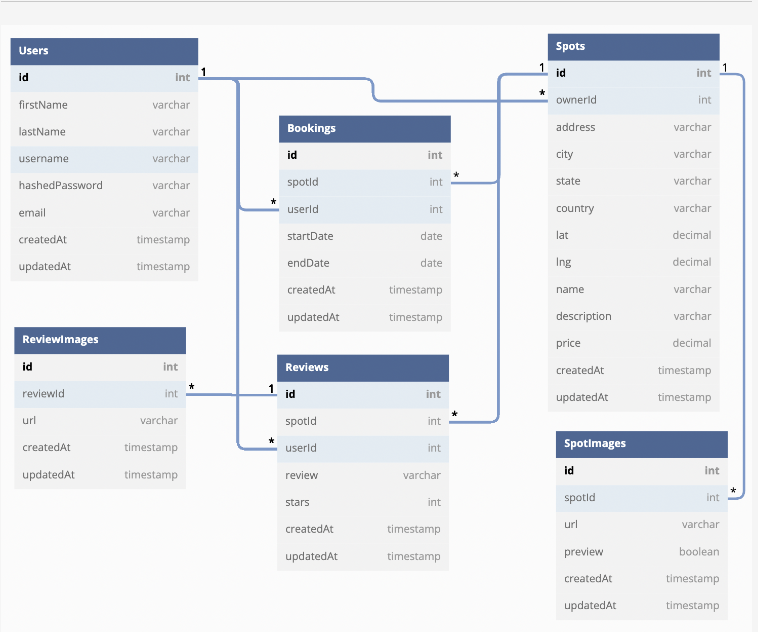 Users
id int
firstName varchar
lastName varchar
username varchar
hashedPassword varchar
email varchar
createdAt timestamp
updatedAt timestamp
1
ReviewImages
id int
reviewId int
url varchar
createdAt timestamp
updatedAt timestamp
*
Bookings
id int
spotId int
userId int
startDate date
endDate date
createdAt timestamp
updatedAt timestamp
*
*
Reviews
id int
spotId int
userId int
review varchar
stars int
createdAt timestamp
updatedAt timestamp
1
*
*
Spots
id int
ownerId int
address varchar
city varchar
state varchar
country varchar
lat decimal
lng decimal
name varchar
description varchar
price decimal
createdAt timestamp
updatedAt timestamp
1
1
*
SpotImages
id int
spotId int
url varchar
preview boolean
createdAt timestamp
updatedAt timestamp
*